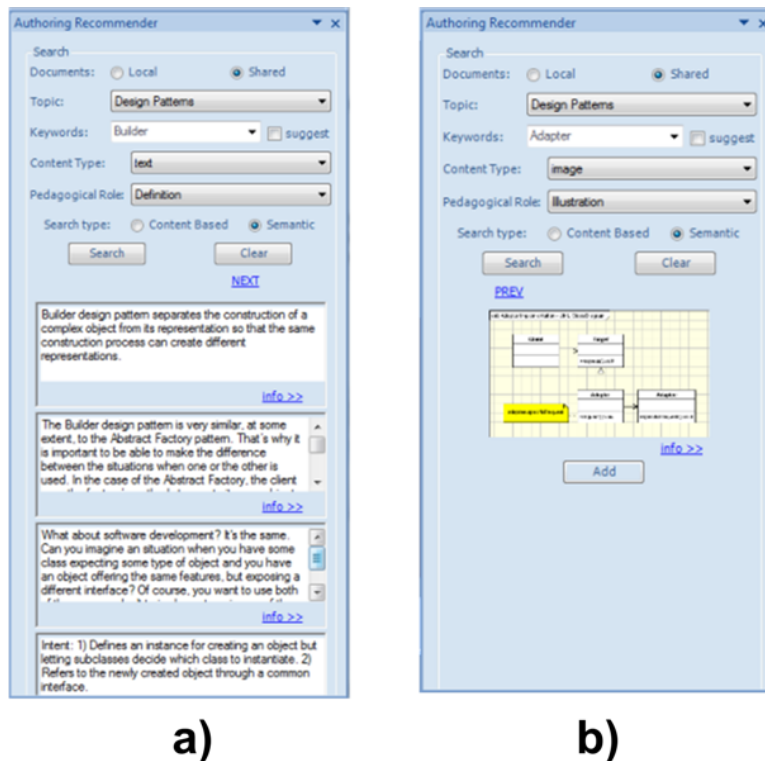 Authoring Recommender
Search
Documents: Local Shared
Topic: Design Patterns
Keywords: Builder suggest
Content Type: text
Pedagogical Role: Definition
Search type: Content Based Semantic
Search Clear
NEXT
Builder design pattern separates the construction of a
complex object from its representation so that the same
construction process can create different
representations.
info >>
The Builder design pattern is very similar, at some
extent, to the Abstract Factory pattern. That's why it
is important to be able to make the difference
between the situations when one or the other is
used. In the case of the Abstract Factory, the client
info >>
What about software development? It's the same.
Can you imagine an situation when you have some
class expecting some type of object and you have
an object offering the same features, but exposing a
different interface? Of course, you want to use both
info >>
Intent: 1) Defines an instance for creating an object but
letting subclasses decide which class to instantiate. 2)
Refers to the newly created object through a common
interface.
a)
Authoring Recommender
Search
Documents: Local Shared
Topic: Design Patterns
Keywords: Adapter suggest
Content Type: image
Pedagogical Role: Illustration
Search type: Content Based Semantic
Search Clear
PREV
info >>
Add
b)